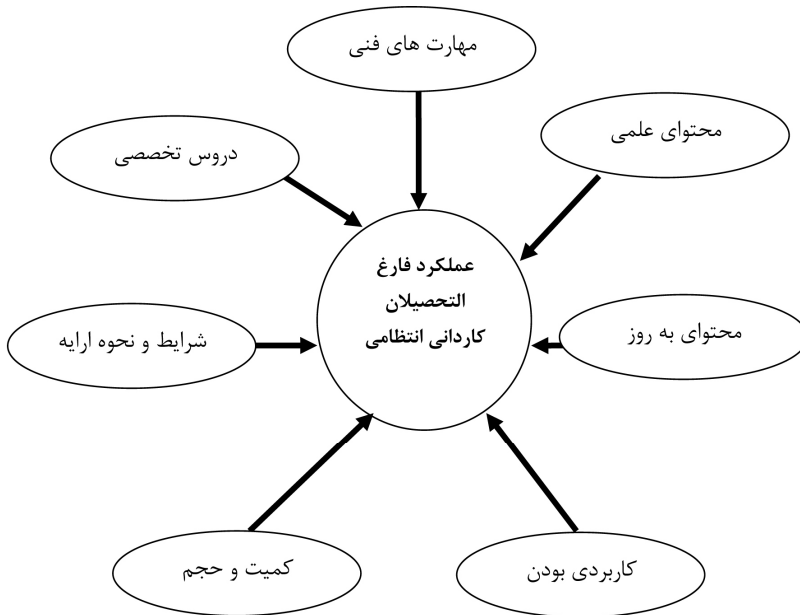 مهارت های فنی
محتوای علمی
دروس تخصصی
عملکرد فارغ
التحصیلان
کاردانی انتظامی
محتوای به روز
شرایط و نحوه ارایه
کاربردی بودن
کمیت و حجم